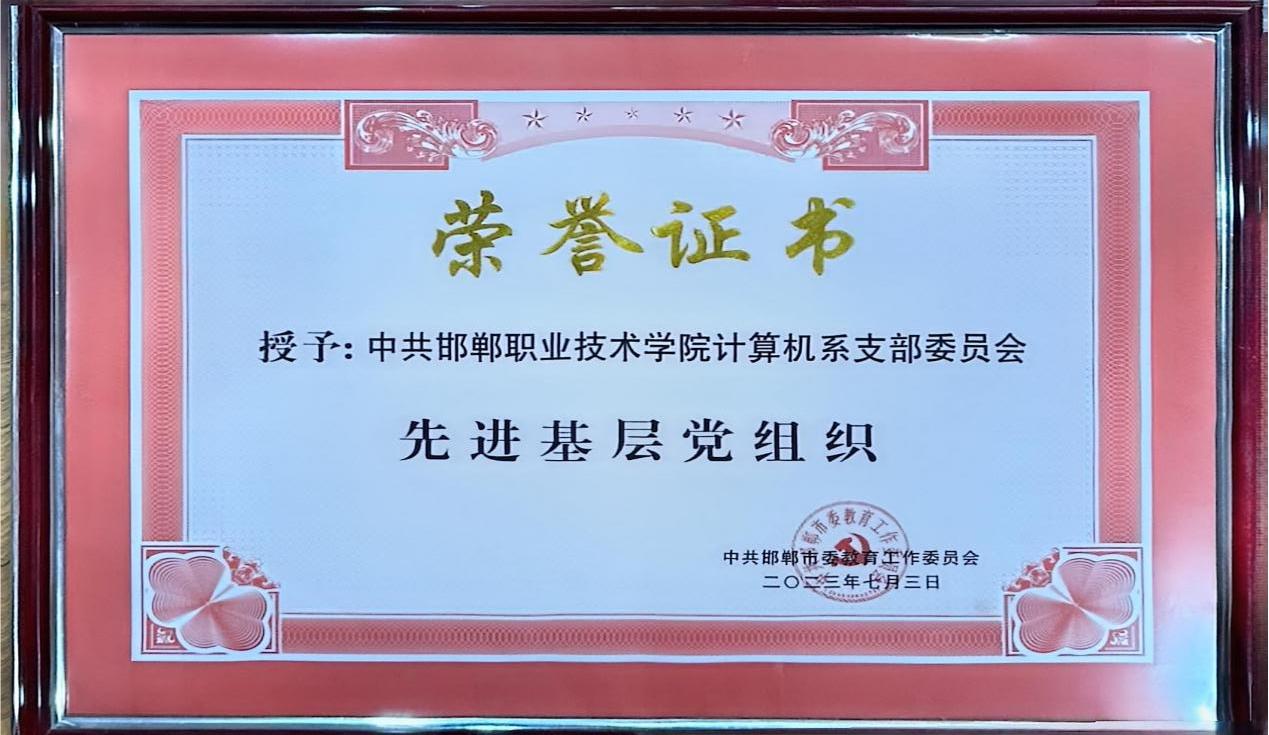 荣誉证书
授予：中共邯郸职业技术学院计算机系支部委员会
先进基层党组织
中共邯郸市委教育工作委员会
二〇二三年七月三日